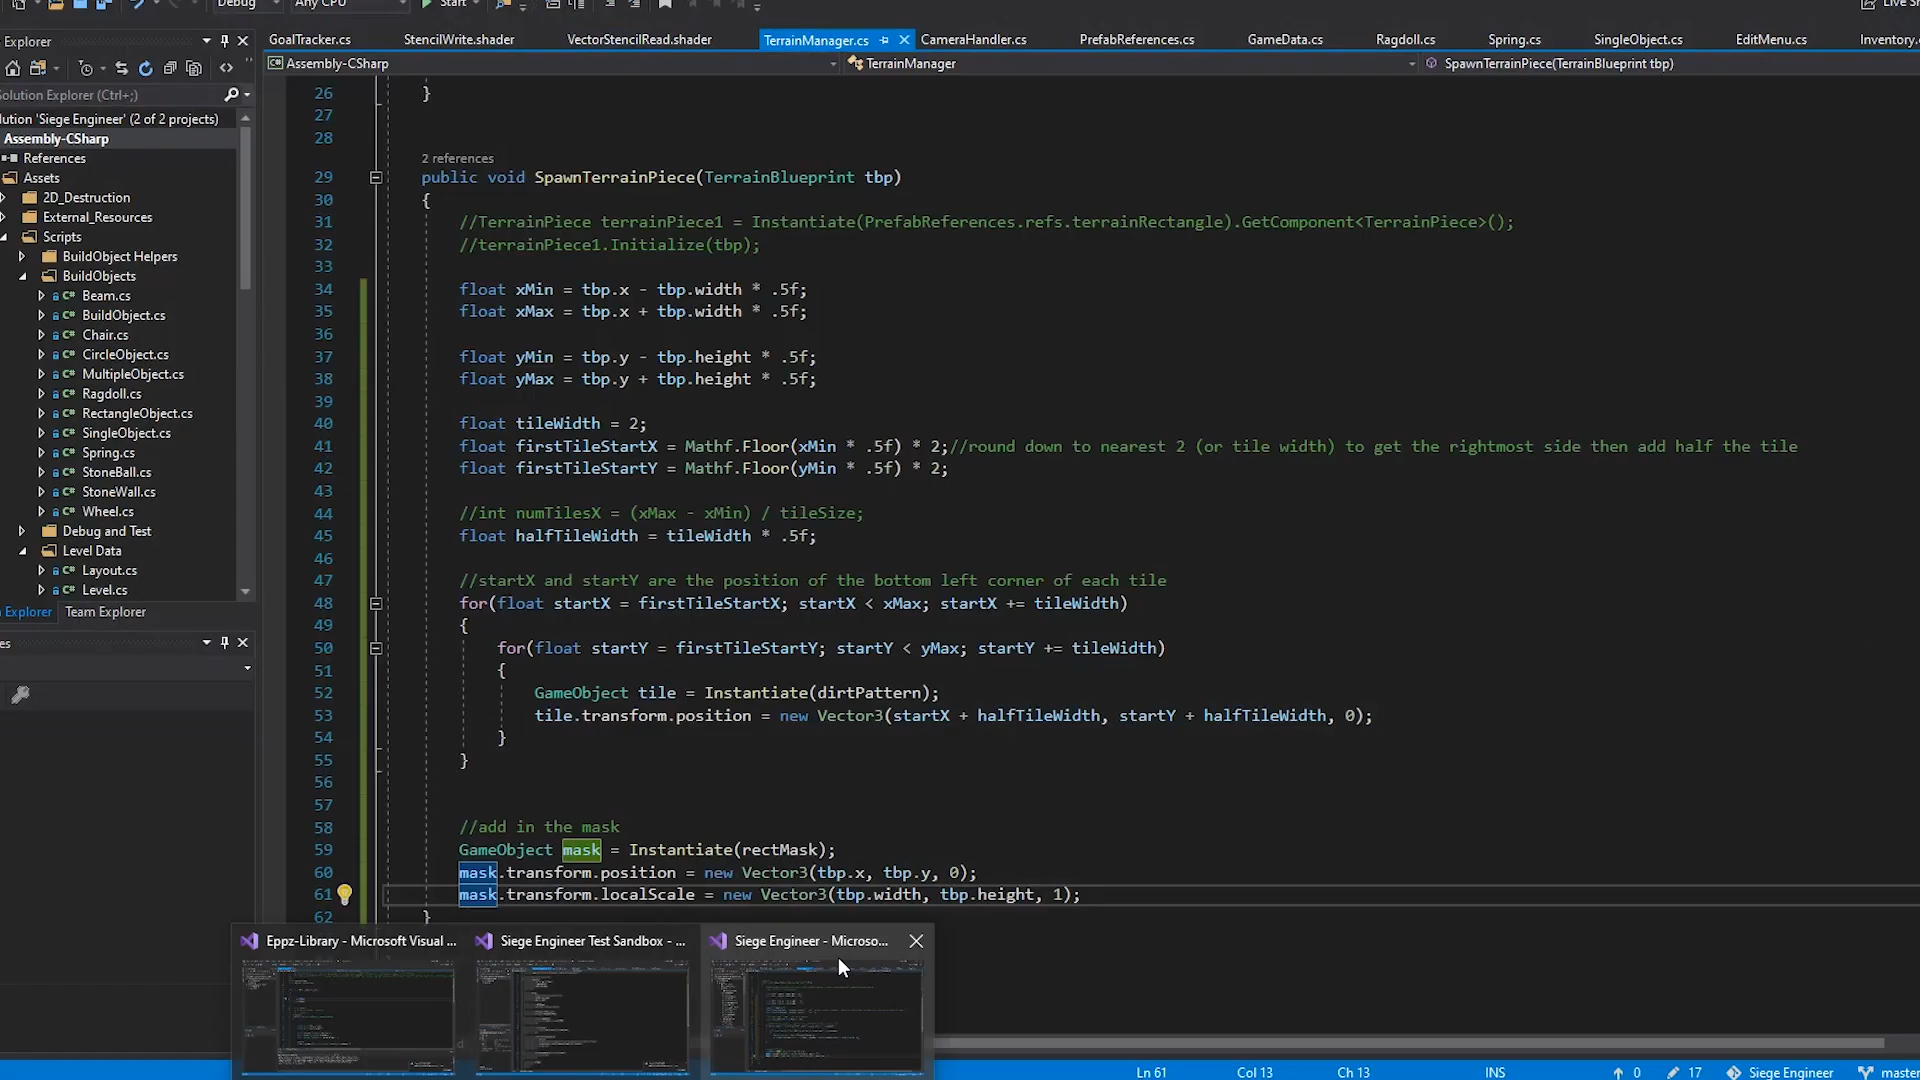 Debug
Any CPU
Start
Live Sh
Explorer
GoalTracker.cs
StencilWrite.shader
VectorStencilRead.shader
TerrainManager.cs
CameraHandler.cs
PrefabReferences.cs
GameData.cs
Ragdoll.cs
Spring.cs
SingleObject.cs
EditMenu.cs
Inventory.
Assembly-CSharp
TerrainManager
SpawnTerrainPiece(TerrainBlueprint tbp)
olution Explorer (Ctrl+;)
lution 'Siege Engineer' (2 of 2 projects)
Assembly-CSharp
References
Assets
2D_Destruction
External_Resources
Scripts
BuildObject Helpers
BuildObjects
C# Beam.cs
C# BuildObject.cs
C# Chair.cs
C# CircleObject.cs
C# MultipleObject.cs
C# Ragdoll.cs
C# RectangleObject.cs
C# SingleObject.cs
C# Spring.cs
C# StoneBall.cs
C# StoneWall.cs
C# Wheel.cs
Debug and Test
Level Data
C# Layout.cs
C# Level.cs
Explorer
Team Explorer
es
26 }
27
28
2 references
29 public void SpawnTerrainPiece(TerrainBlueprint tbp)
30 {
31 //TerrainPiece terrainPiece1 = Instantiate(PrefabReferences.refs.terrainRectangle).GetComponent<TerrainPiece>();
32 //terrainPiece1.Initialize(tbp);
33
34 float xMin = tbp.x - tbp.width * .5f;
35 float xMax = tbp.x + tbp.width * .5f;
36
37 float yMin = tbp.y - tbp.height * .5f;
38 float yMax = tbp.y + tbp.height * .5f;
39
40 float tileWidth = 2;
41 float firstTileStartX = Mathf.Floor(xMin * .5f) * 2;//round down to nearest 2 (or tile width) to get the rightmost side then add half the tile
42 float firstTileStartY = Mathf.Floor(yMin * .5f) * 2;
43
44 //int numTilesX = (xMax - xMin) / tileSize;
45 float halfTileWidth = tileWidth * .5f;
46
47 //startX and startY are the position of the bottom left corner of each tile
48 for(float startX = firstTileStartX; startX < xMax; startX += tileWidth)
49 {
50 for(float startY = firstTileStartY; startY < yMax; startY += tileWidth)
51 {
52 GameObject tile = Instantiate(dirtPattern);
53 tile.transform.position = new Vector3(startX + halfTileWidth, startY + halfTileWidth, 0);
54 }
55 }
56
57
58 //add in the mask
59 GameObject mask = Instantiate(rectMask);
60 mask.transform.position = new Vector3(tbp.x, tbp.y, 0);
61 mask.transform.localScale = new Vector3(tbp.width, tbp.height, 1);
62 }
Eppz-Library - Microsoft Visual ...
Siege Engineer Test Sandbox - ...
Siege Engineer - Microso...
Ln 61
Col 13
Ch 13
INS
0
17
Siege Engineer
master